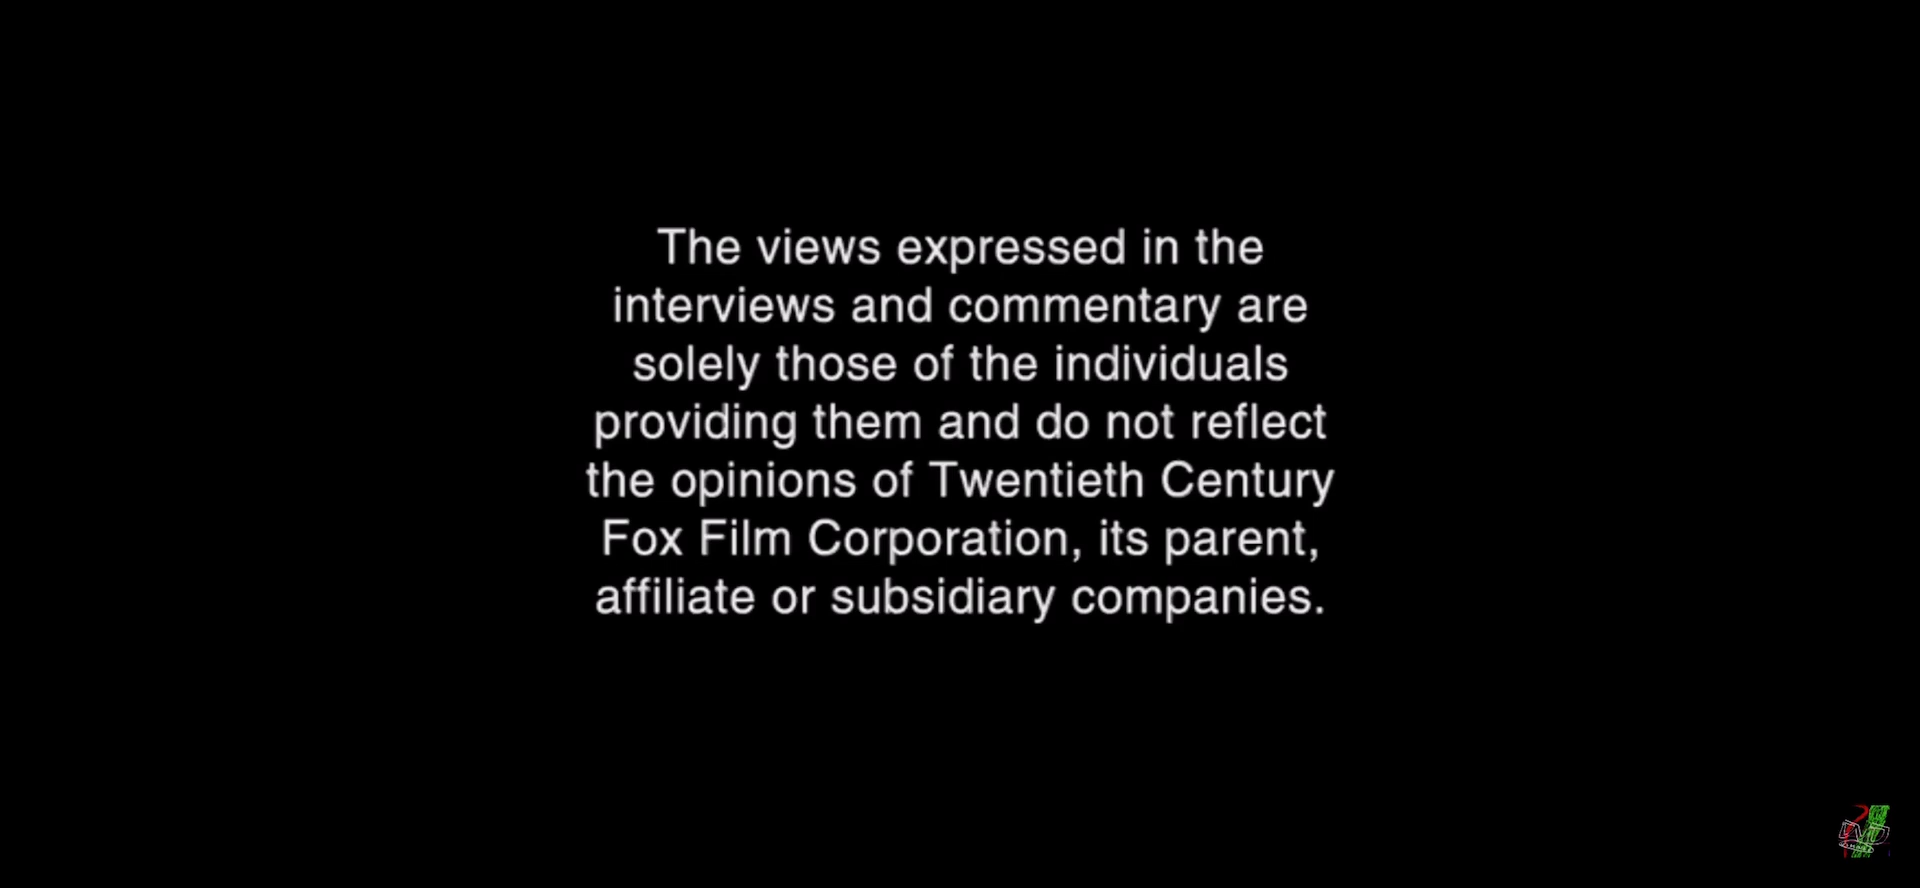 The views expressed in the
interviews and commentary are
solely those of the individuals
providing them and do not reflect
the opinions of Twentieth Century
Fox Film Corporation, its parent,
affiliate or subsidiary companies.